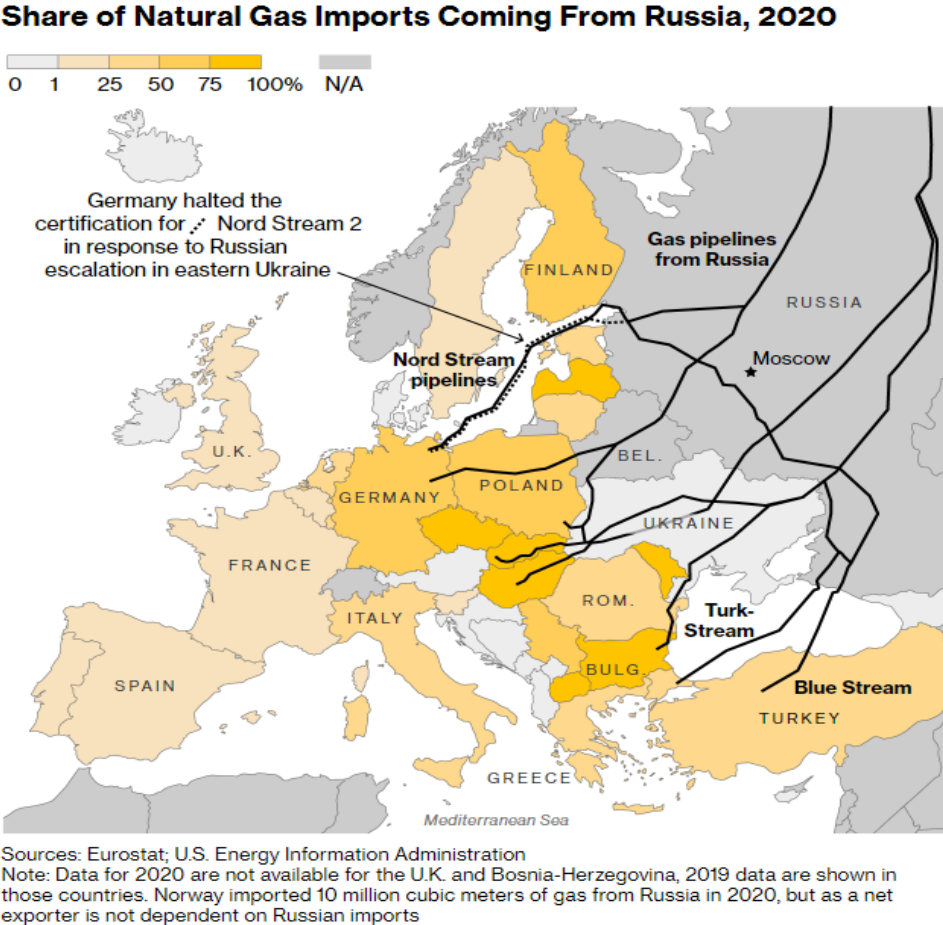 Share of Natural Gas Imports Coming From Russia, 2020
0 1 25 50 75 100% N/A
Germany halted the
certification for Nord Stream 2
in response to Russian
escalation in eastern Ukraine
FINLAND
Gas pipelines
from Russia
RUSSIA
Nord Stream
pipelines
Moscow
U.K.
BEL.
GERMANY
POLAND
UKRAINE
FRANCE
ROM.
ITALY
Turk-
Stream
SPAIN
BULG.
Blue Stream
TURKEY
GREECE
Mediterranean Sea
Sources: Eurostat; U.S. Energy Information Administration
Note: Data for 2020 are not available for the U.K. and Bosnia-Herzegovina, 2019 data are shown in
those countries. Norway imported 10 million cubic meters of gas from Russia in 2020, but as a net
exporter is not dependent on Russian imports